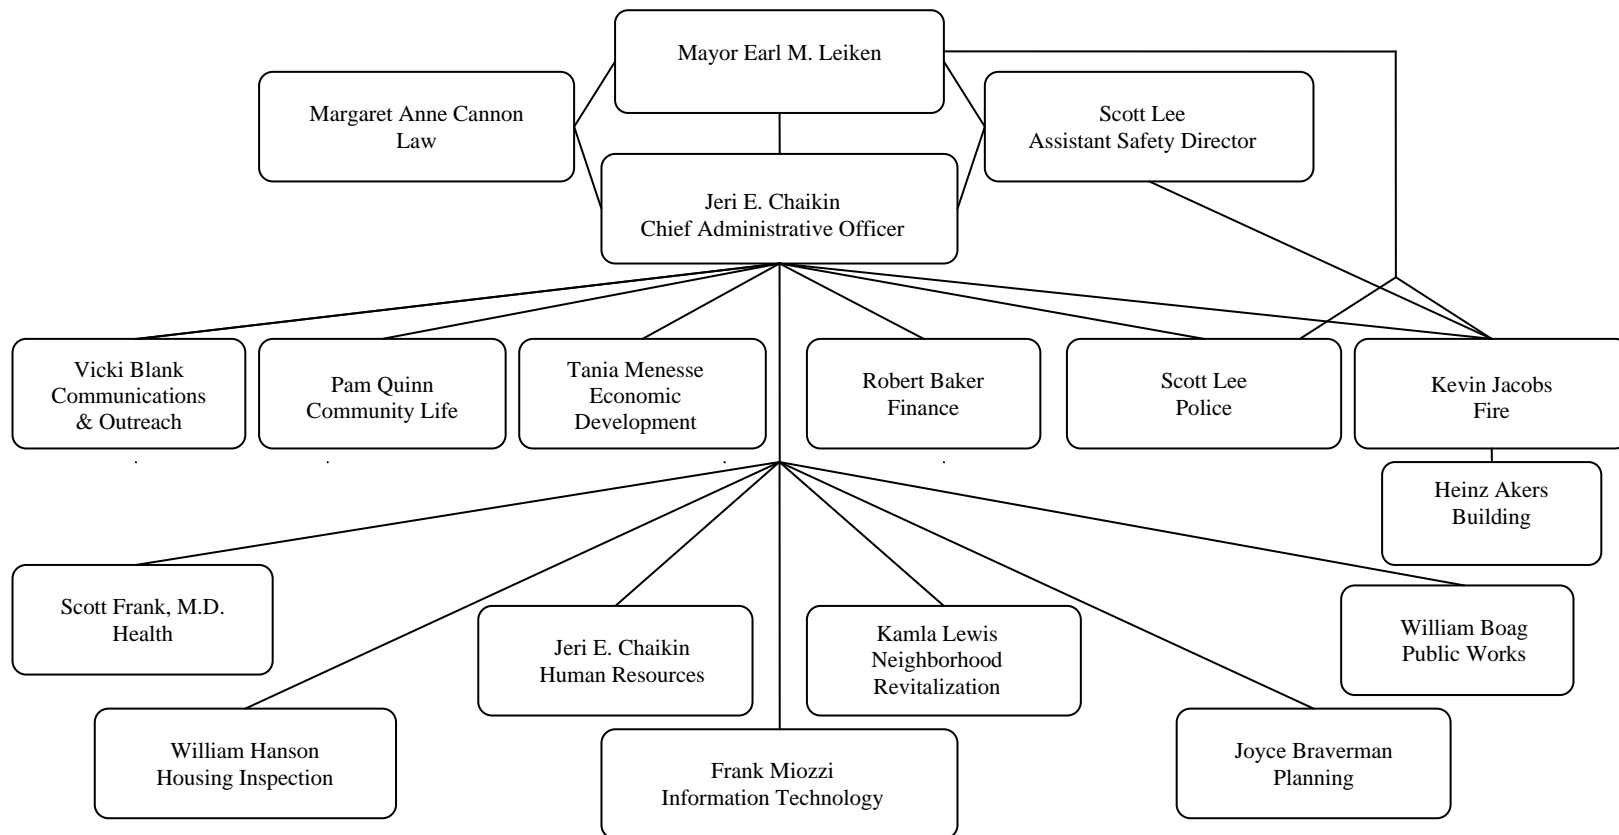 Mayor Earl M. Leiken
Margaret Anne Cannon
Law
Scott Lee
Assistant Safety Director
Jeri E. Chaikin
Chief Administrative Officer
Vicki Blank
Communications
& Outreach
Pam Quinn
Community Life
Tania Menesse
Economic
Development
Robert Baker
Finance
Scott Lee
Police
Kevin Jacobs
Fire
Heinz Akers
Building
Scott Frank, M.D.
Health
Jeri E. Chaikin
Human Resources
Kamla Lewis
Neighborhood
Revitalization
William Boag
Public Works
William Hanson
Housing Inspection
Frank Miozzi
Information Technology
Joyce Braverman
Planning